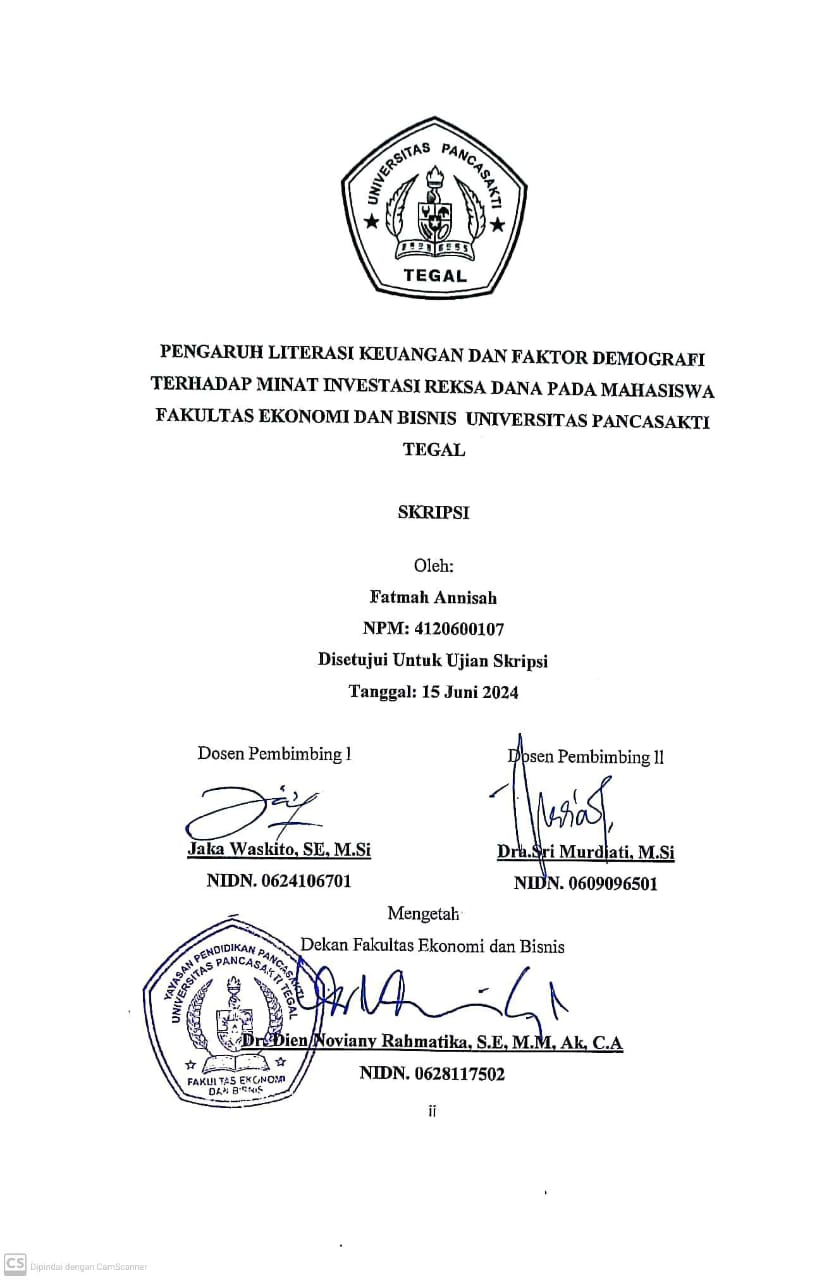 UNIVERSITAS PANCASAKTI
TEGAL
PENGARUH LITERASI KEUANGAN DAN FAKTOR DEMOGRAFI
TERHADAP MINAT INVESTASI REKSA DANA PADA MAHASISWA
FAKULTAS EKONOMI DAN BISNIS UNIVERSITAS PANCASAKTI
TEGAL
SKRIPSI
Oleh:
Fatmah Annisah
NPM: 4120600107
Disetujui Untuk Ujian Skripsi
Tanggal: 15 Juni 2024
Dosen Pembimbing I
Dosen Pembimbing II
Jaka Waskito, SE, M.Si
Dra.Sri Murdiati, M.Si
NIDN. 0624106701
NIDN. 0609096501
Mengetah
Dekan Fakultas Ekonomi dan Bisnis
YAYASAN PENDIDIKAN PANCASAKTI
UNIVERSITAS PANCASAKTI TEGAL
Dr. Dien Noviany Rahmatika, S.E, M.M, Ak, C.A
FAKULTAS EKONOMI
DAN BISNIS
NIDN. 0628117502
ii
CS Dipindai dengan CamScanner